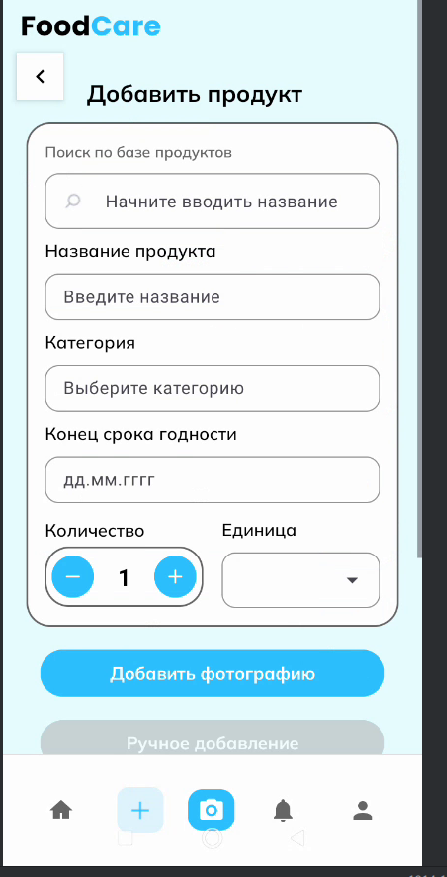 FoodCare
Добавить продукт
Поиск по базе продуктов
Начните вводить название
Название продукта
Введите название
Категория
Выберите категорию
Конец срока годности
дд.мм.гггг
Количество Единица
1
Добавить фотографию
Ручное добавление